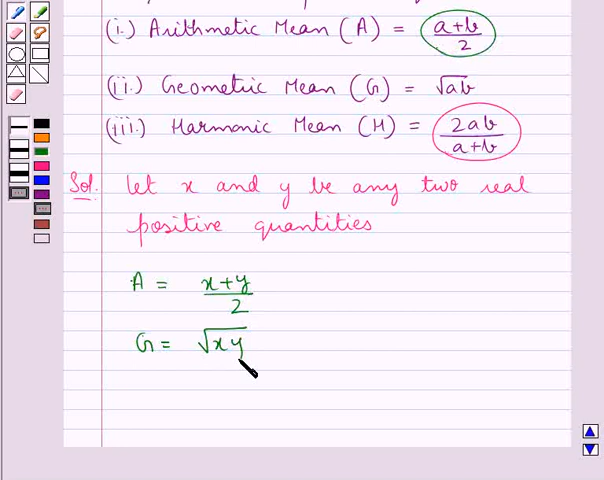 (i.) Arithmetic Mean (A) = a+b/2
(ii.) Geometric Mean (G) = √ab
(iii.) Harmonic Mean (H) = 2ab/a+b
Sol. let x and y be any two real
positive quantities
A = x+y/2
G = √xy